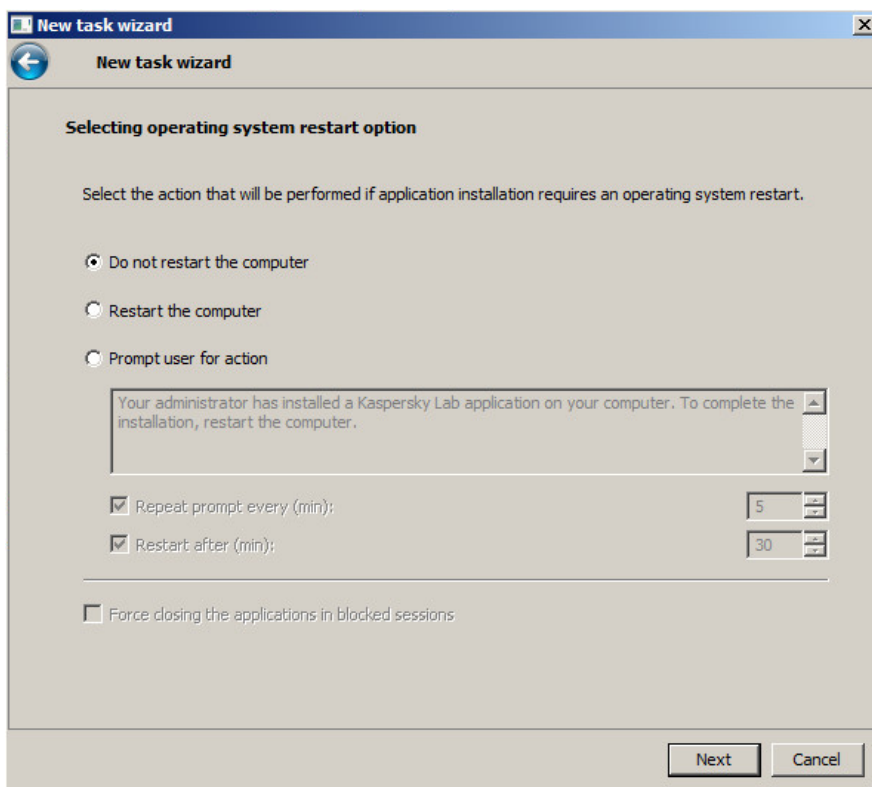 New task wizard
New task wizard
Selecting operating system restart option
Select the action that will be performed if application installation requires an operating system restart.
Do not restart the computer
Restart the computer
Prompt user for action
Your administrator has installed a Kaspersky Lab application on your computer. To complete the
installation, restart the computer.
Repeat prompt every (min): 5
Restart after (min): 30
Force closing the applications in blocked sessions
Next Cancel